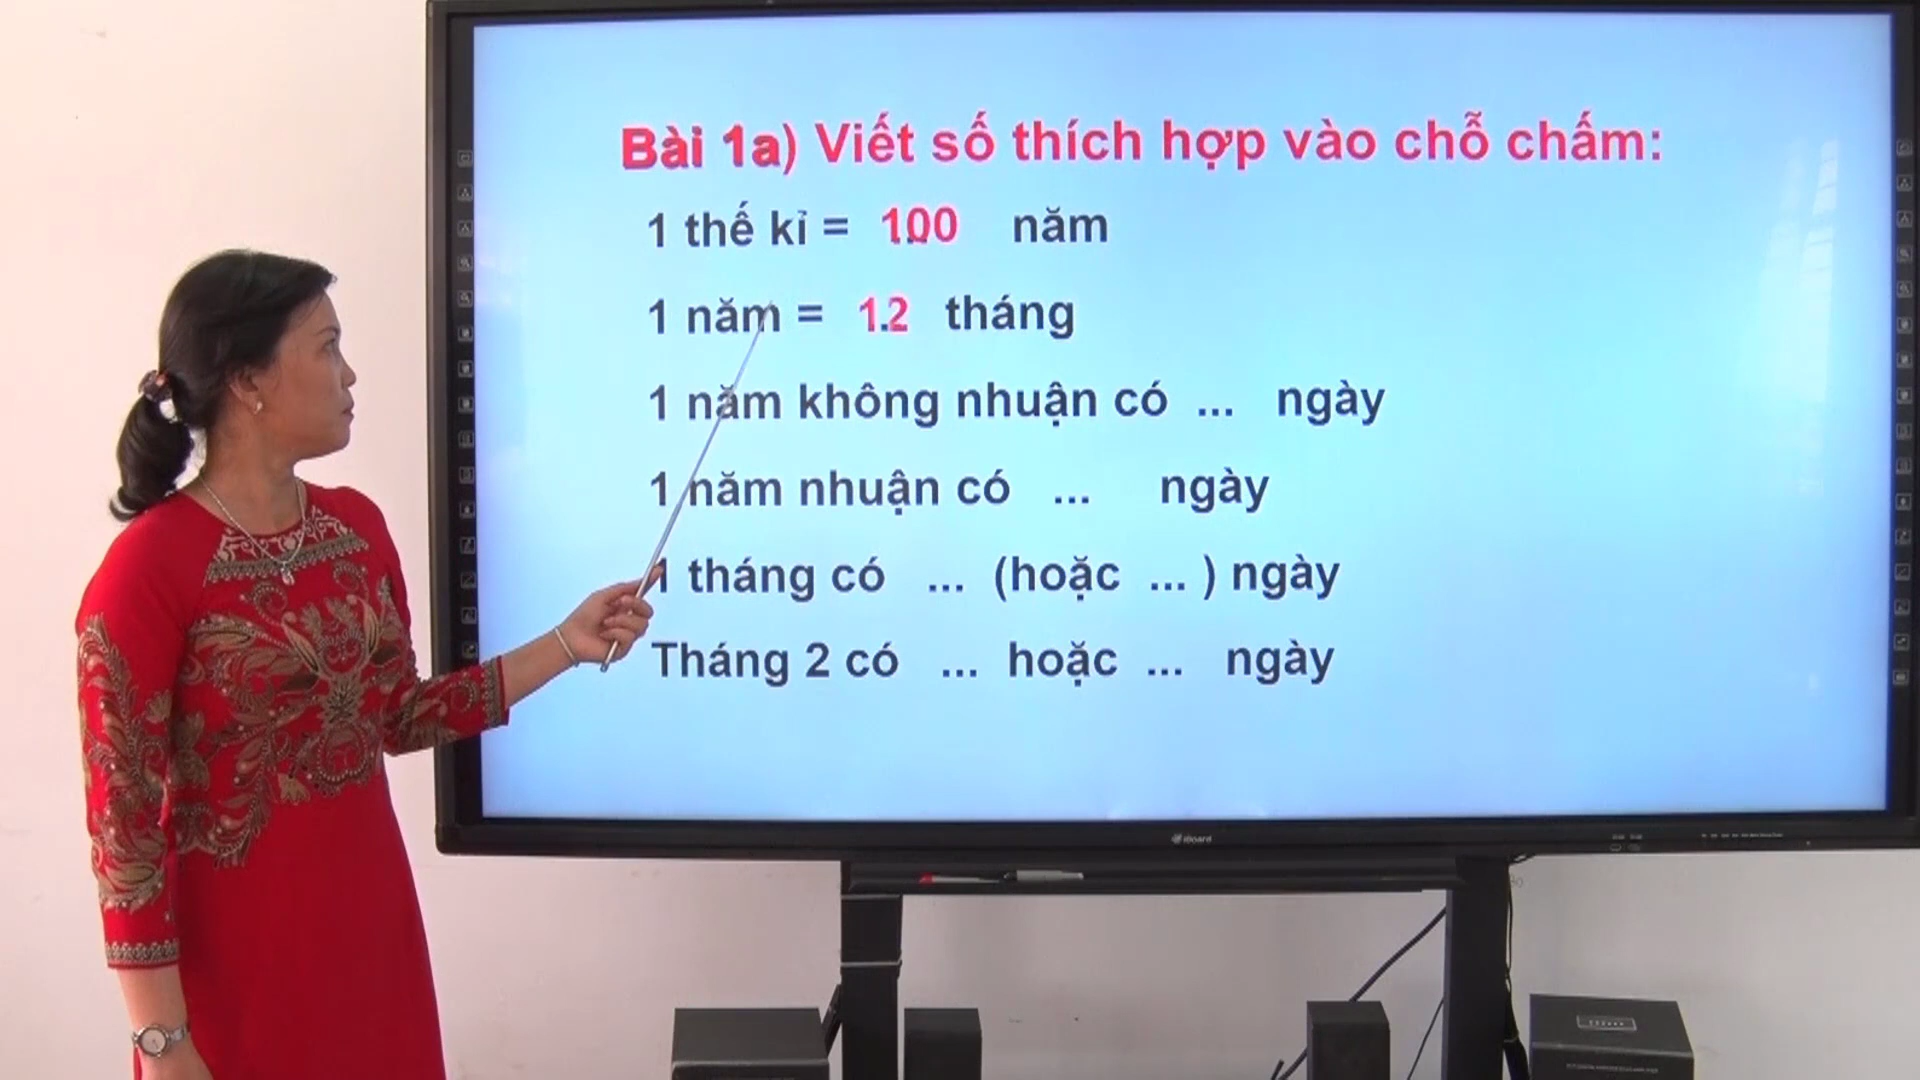 Bài 1a) Viết số thích hợp vào chỗ chấm:
1 thế kỉ = 100 năm
1 năm = 12 tháng
1 năm không nhuận có ... ngày
1 năm nhuận có ... ngày
1 tháng có ... (hoặc ... ) ngày
Tháng 2 có ... hoặc ... ngày
iBoard